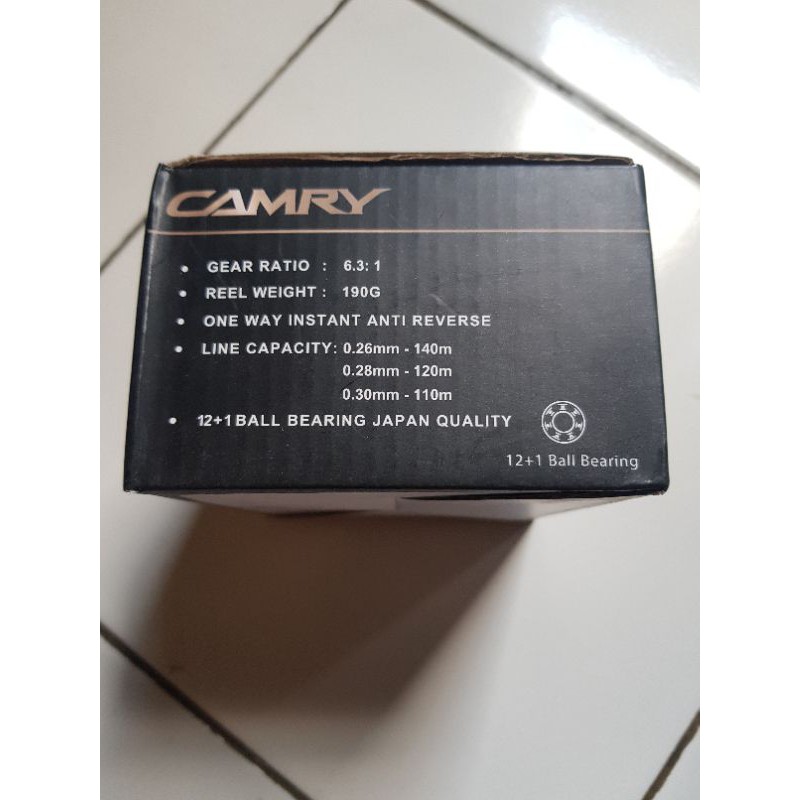 CAMRY
• GEAR RATIO : 6.3: 1
• REEL WEIGHT : 190G
• ONE WAY INSTANT ANTI REVERSE
• LINE CAPACITY: 0.26mm - 140m
0.28mm - 120m
0.30mm - 110m
• 12+1 BALL BEARING JAPAN QUALITY
12+1 Ball Bearing